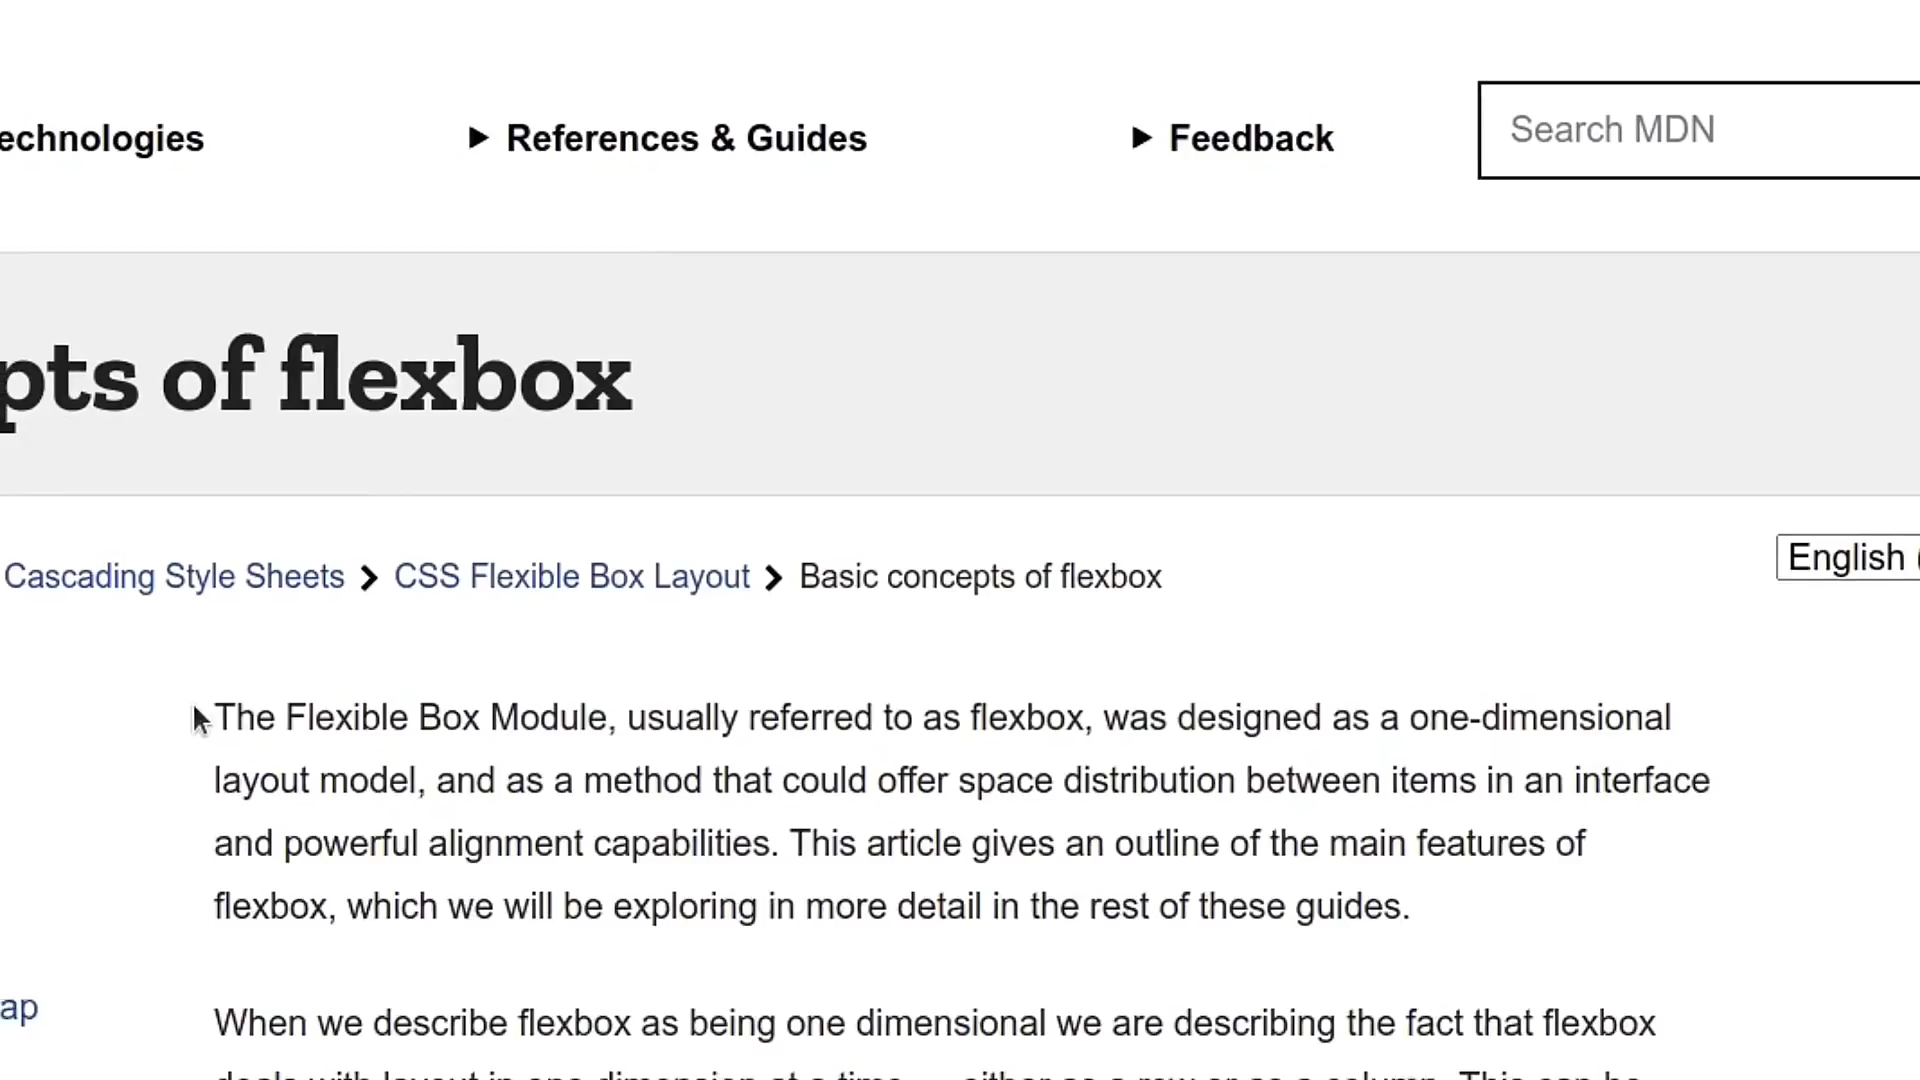 References & Guides
Feedback
Search MDN
of flexbox
Cascading Style Sheets
CSS Flexible Box Layout
Basic concepts of flexbox
English
The Flexible Box Module, usually referred to as flexbox, was designed as a one-dimensional
layout model, and as a method that could offer space distribution between items in an interface
and powerful alignment capabilities. This article gives an outline of the main features of
flexbox, which we will be exploring in more detail in the rest of these guides.
When we describe flexbox as being one dimensional we are describing the fact that flexbox